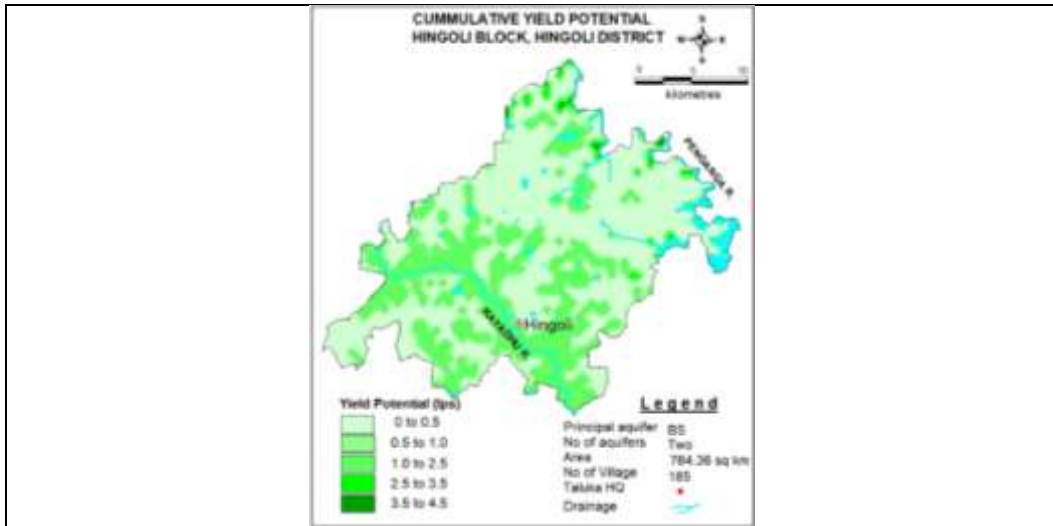 CUMMULATIVE YIELD POTENTIAL
HINGOLI BLOCK, HINGOLI DISTRICT
N
W E
S
kilometres
PENGANGA R.
KAYADHU R.
Hingoli
Yield Potential (lps)
0 to 0.5
0.5 to 1.0
1.0 to 2.5
2.5 to 3.5
3.5 to 4.5
Legend
Principal aquifer BS
No of aquifers Two
Area 784.36 sq km
No of Village 185
Taluka HQ
Drainage